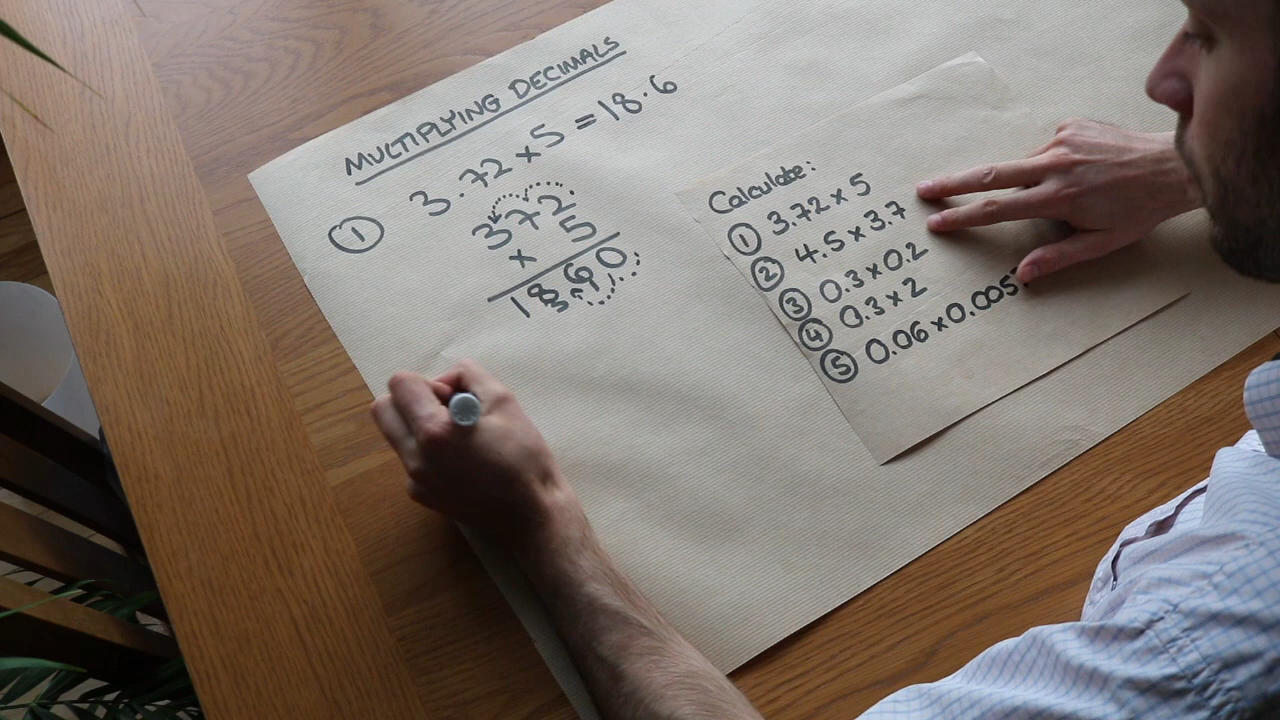 MULTIPLYING DECIMALS
① 3.72 × 5 = 18.6
372
× 5
1860
3
Calculate:
① 3.72 × 5
② 4.5 × 3.7
③ 0.3 × 0.2
④ 0.3 × 2
⑤ 0.06 × 0.005